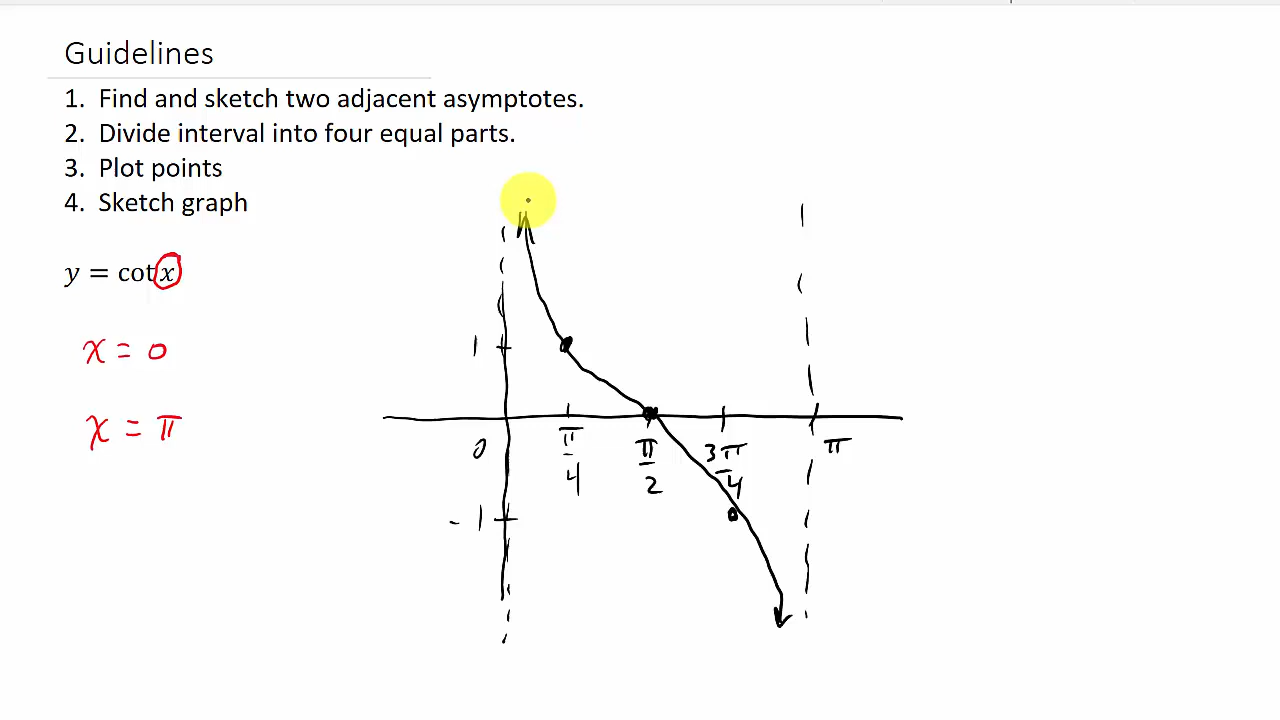 Guidelines
1. Find and sketch two adjacent asymptotes.
2. Divide interval into four equal parts.
3. Plot points
4. Sketch graph
y = cot x
x = 0
x = π
1
0
π/4
π/2
3π/4
π
-1